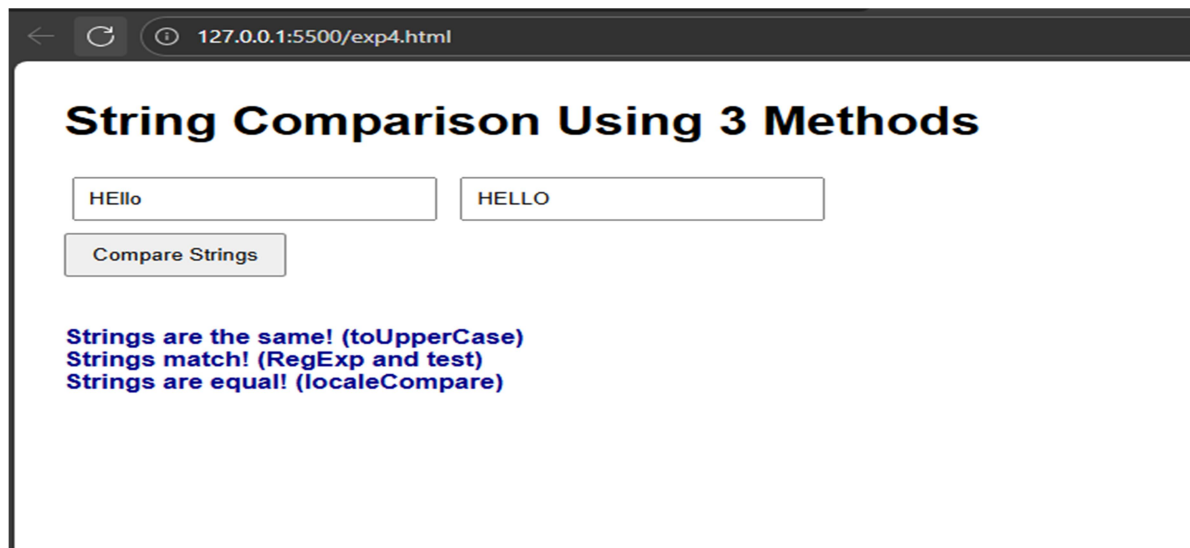 127.0.0.1:5500/exp4.html
String Comparison Using 3 Methods
HEllo HELLO
Compare Strings
Strings are the same! (toUpperCase)
Strings match! (RegExp and test)
Strings are equal! (localeCompare)